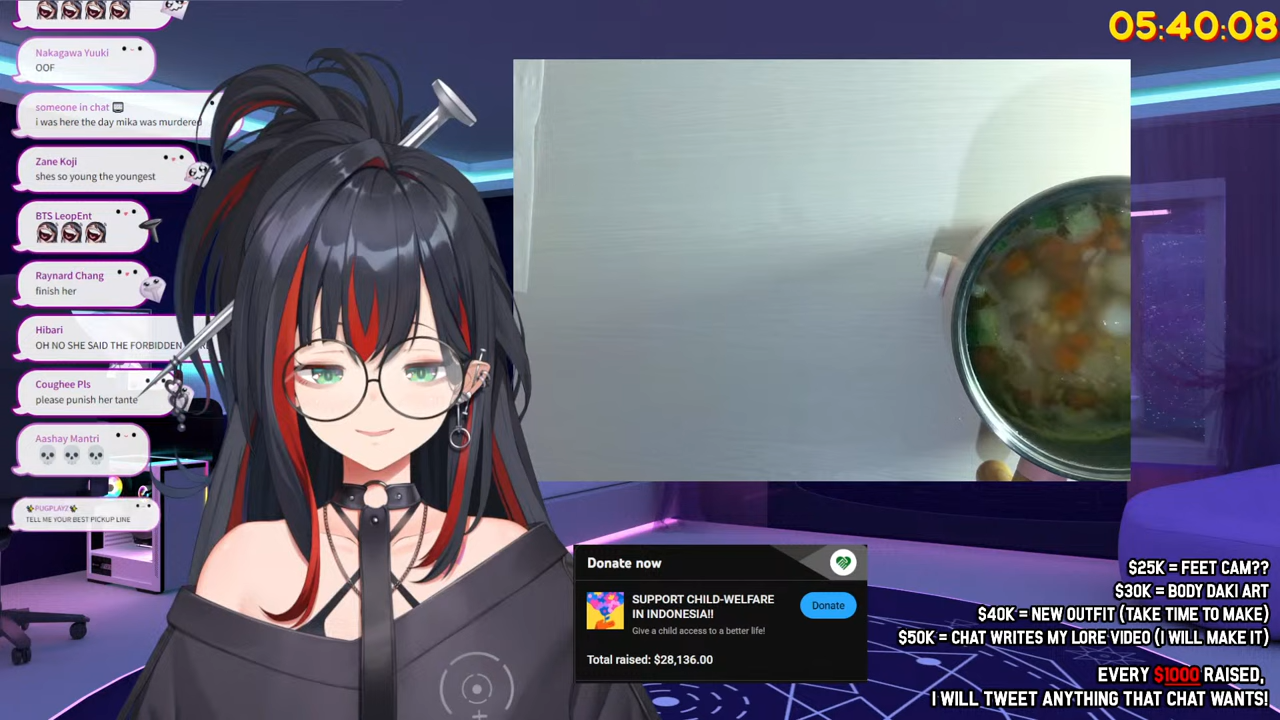 05:40:08
Nakagawa Yuuki
OOF
someone in chat
i was here the day mika was murdered
Zane Koji
shes so young the youngest
BTS LeopEnt
Raynard Chang
finish her
Hibari
OH NO SHE SAID THE FORBIDDEN
Coughee Pls
please punish her tante
Aashay Mantri
PUGPLAYZ
TELL ME YOUR BEST PICKUP LINE
Donate now
SUPPORT CHILD-WELFARE
IN INDONESIA!!
Give a child access to a better life!
Donate
Total raised: $28,136.00
$25K = FEET CAM??
$30K = BODY DAKI ART
$40K = NEW OUTFIT (TAKE TIME TO MAKE)
$50K = CHAT WRITES MY LORE VIDEO (I WILL MAKE IT)
EVERY $1000 RAISED,
I WILL TWEET ANYTHING THAT CHAT WANTS!